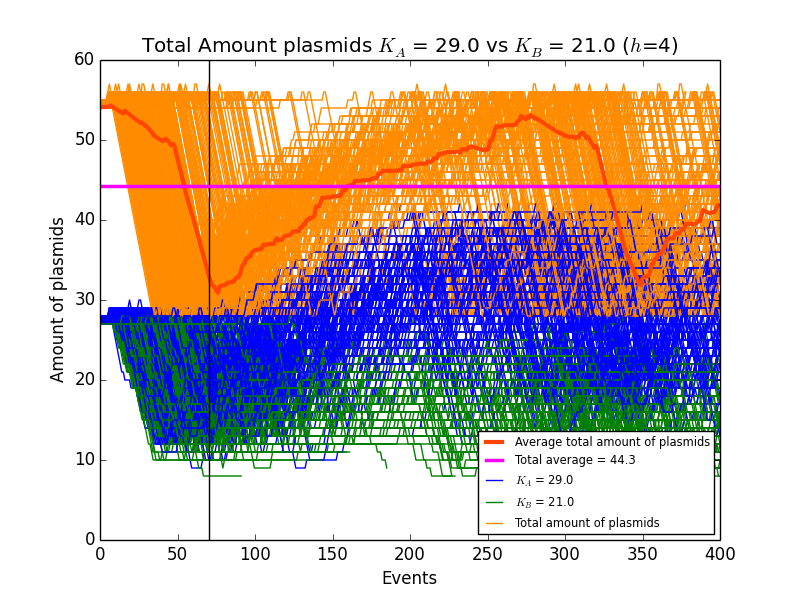 Total Amount plasmids K_A = 29.0 vs K_B = 21.0 (h=4)
Amount of plasmids
60
50
40
30
20
10
0
Average total amount of plasmids
Total average = 44.3
K_A = 29.0
K_B = 21.0
Total amount of plasmids
0 50 100 150 200 250 300 350 400
Events